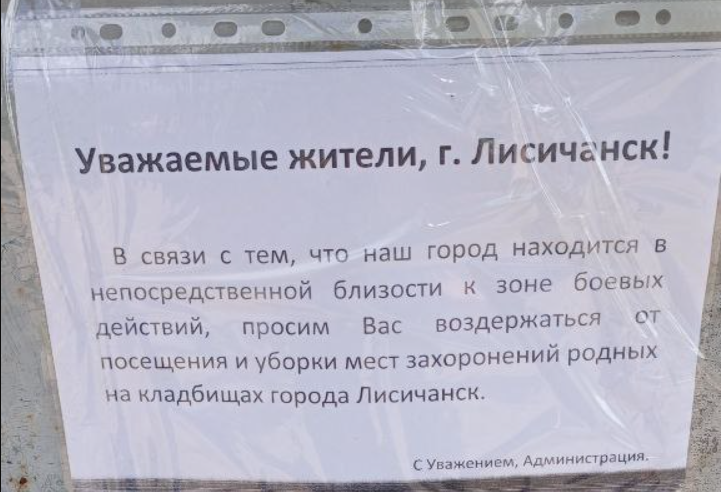 Уважаемые жители, г. Лисичанск!
В связи с тем, что наш город находится в
непосредственной близости к зоне боевых
действий, просим Вас воздержаться от
посещения и уборки мест захоронений родных
на кладбищах города Лисичанск.
С Уважением, Администрация.